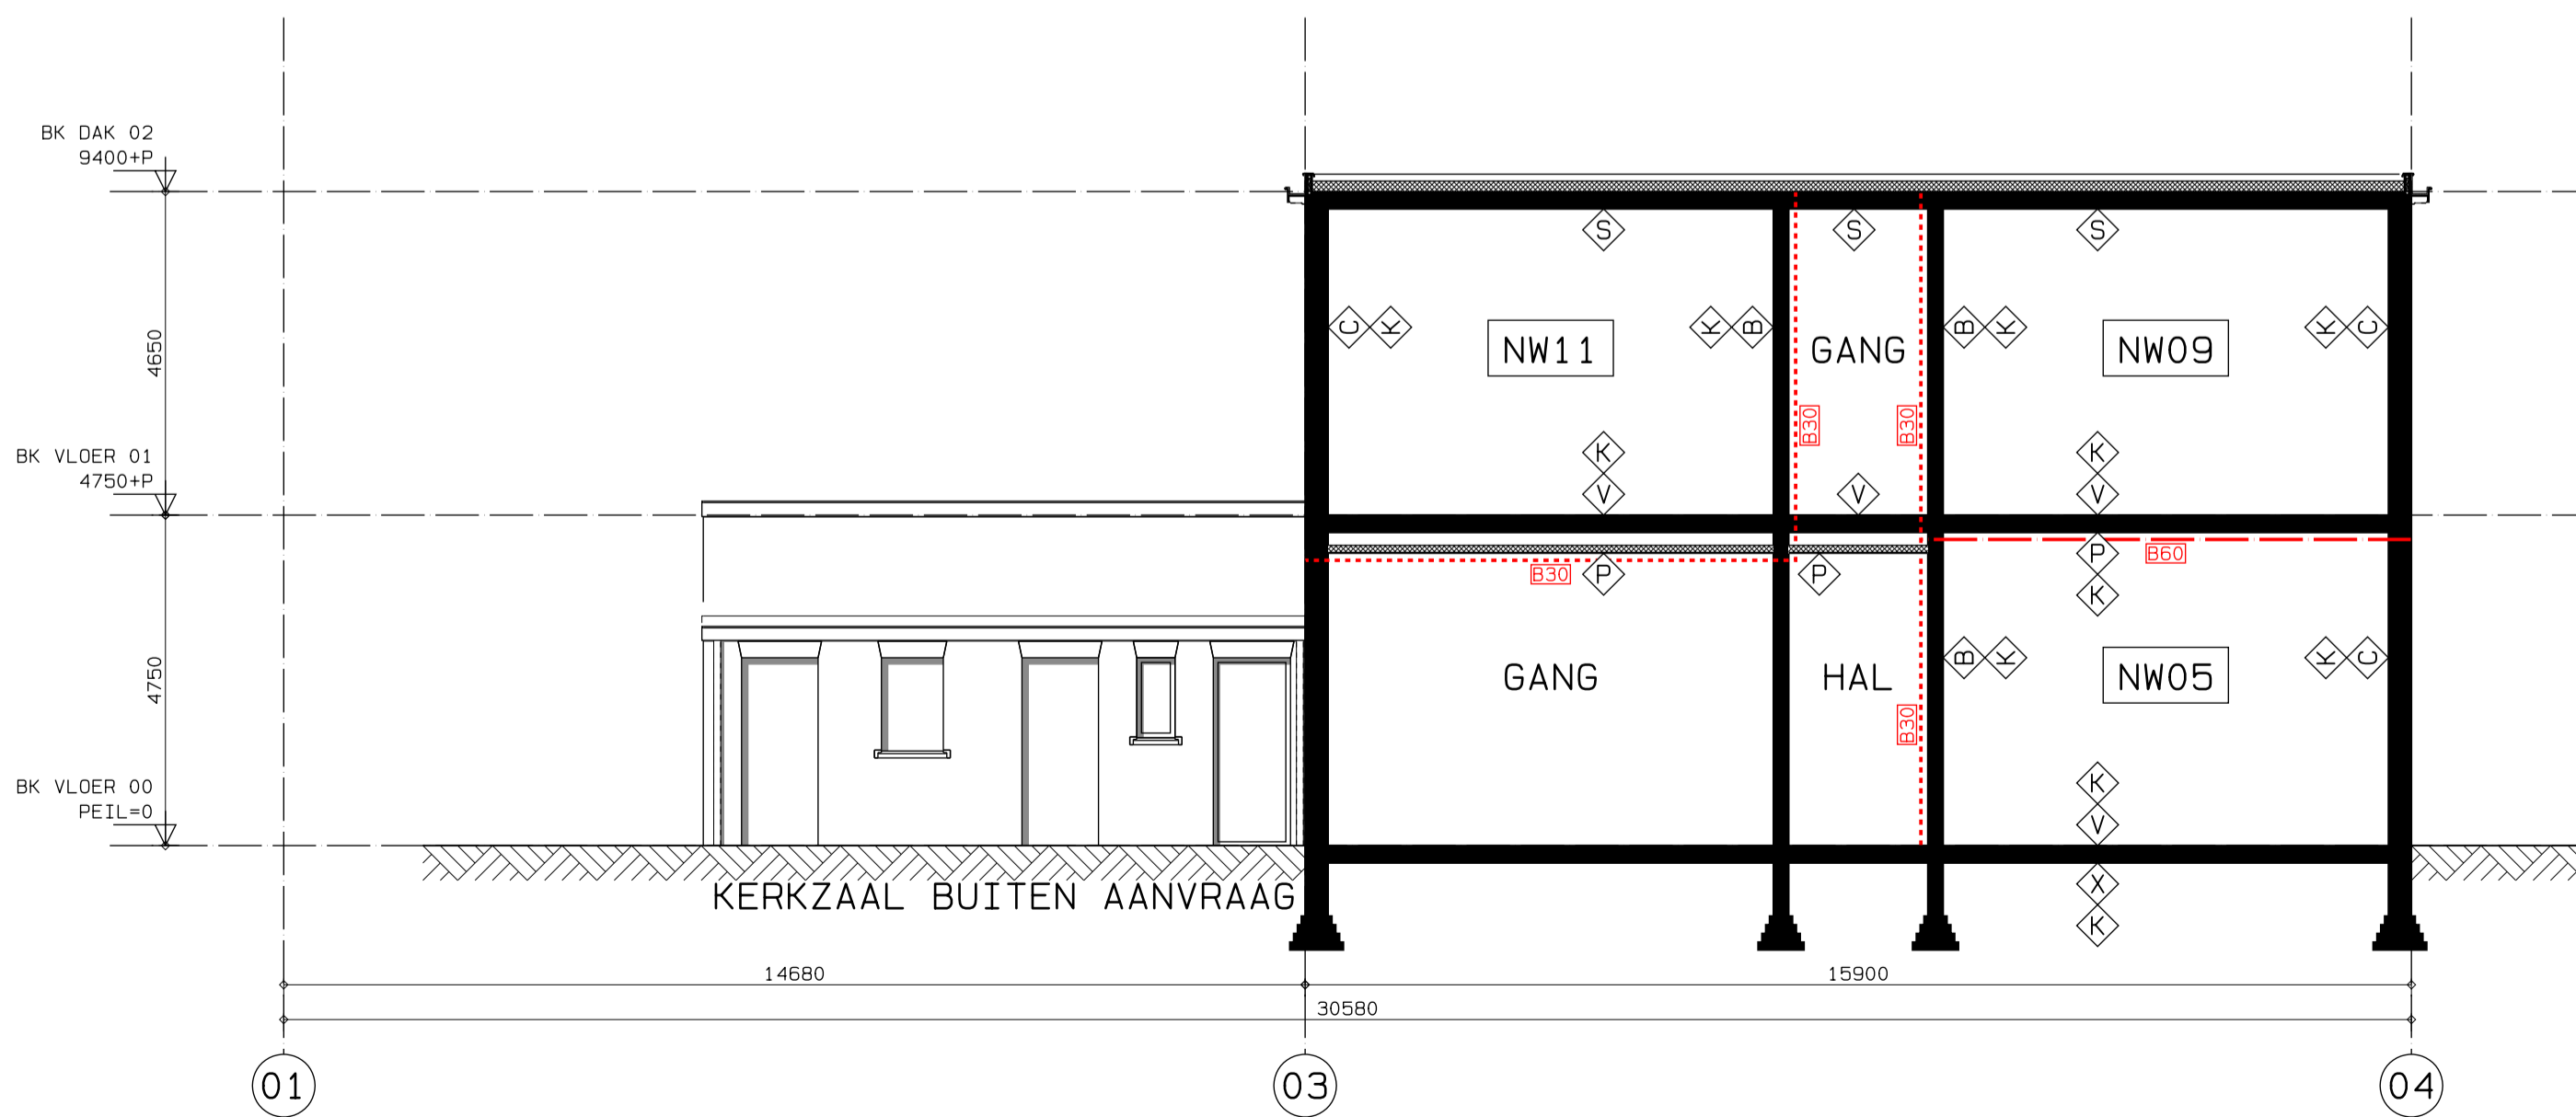 BK DAK 02
9400+P
S S S
4650
C K K B B K K C
NW11 GANG NW09
B30 B30
BK VLOER 01
4750+P
K K
V V V
P
B30 P P B60
K
4750
B K K C
GANG HAL NW05
B30
BK VLOER 00
PEIL=0
K
V
KERKZAAL BUITEN AANVRAAG
X
K
14680 15900
30580
01 03 04